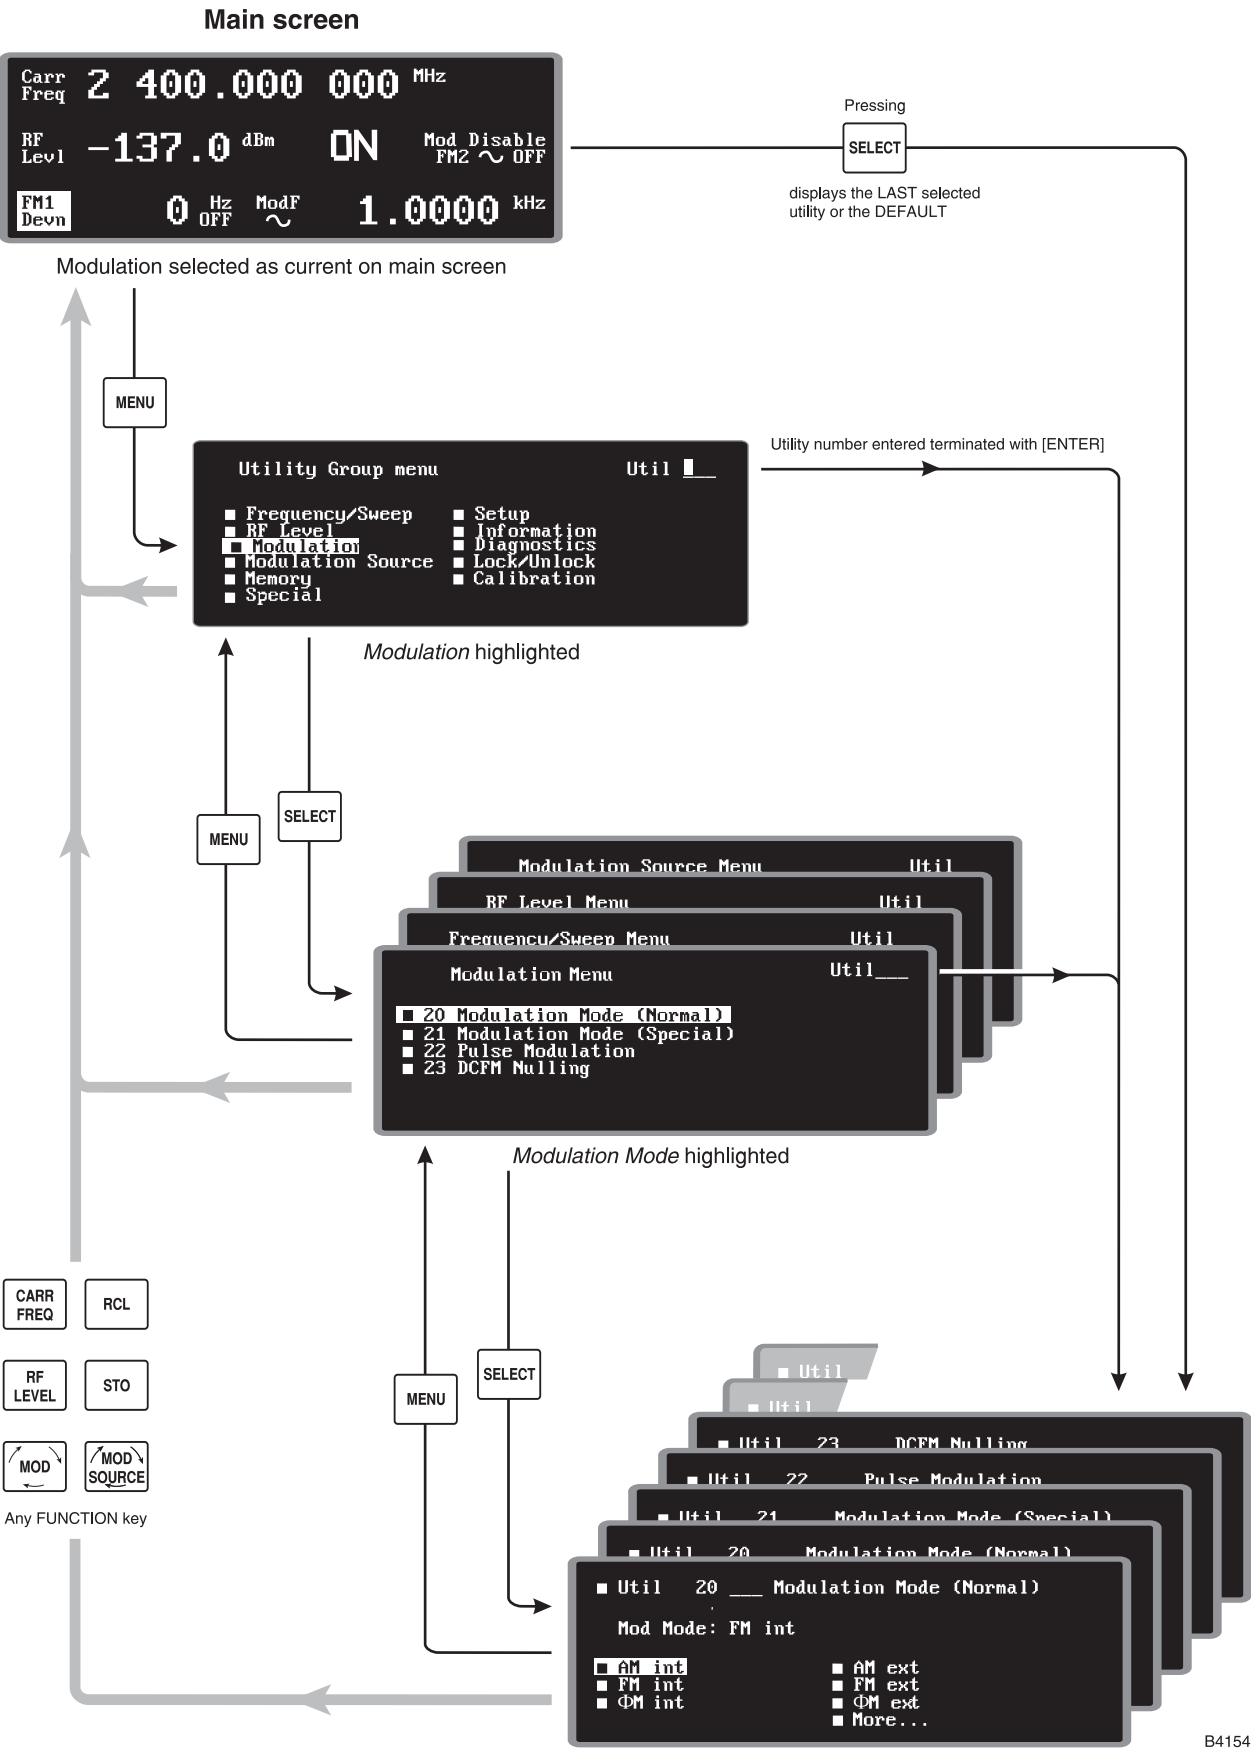 Main screen
Carr Freq 2 400.000 000 MHz
RF Levl -137.0 dBm ON Mod Disable FM2 OFF
FM1 Devn 0 Hz OFF ModF 1.0000 kHz
Modulation selected as current on main screen
Pressing
SELECT
displays the LAST selected
utility or the DEFAULT
MENU
Utility Group menu Util ___
Frequency/Sweep Setup
RF Level Information
Modulation Diagnostics
Modulation Source Lock/Unlock
Memory Calibration
Special
Modulation highlighted
Utility number entered terminated with [ENTER]
MENU
SELECT
Modulation Source Menu Util
RF Level Menu Util
Frequency/Sweep Menu Util
Modulation Menu Util___
20 Modulation Mode (Normal)
21 Modulation Mode (Special)
22 Pulse Modulation
23 DCFM Nulling
Modulation Mode highlighted
CARR FREQ
RCL
RF LEVEL
STO
MOD
MOD SOURCE
Any FUNCTION key
MENU
SELECT
Util
Util
Util 23 DCFM Nulling
Util 22 Pulse Modulation
Util 21 Modulation Mode (Special)
Util 20 Modulation Mode (Normal)
Util 20 ___ Modulation Mode (Normal)
Mod Mode: FM int
AM int AM ext
FM int FM ext
ΦM int ΦM ext
More...
B4154